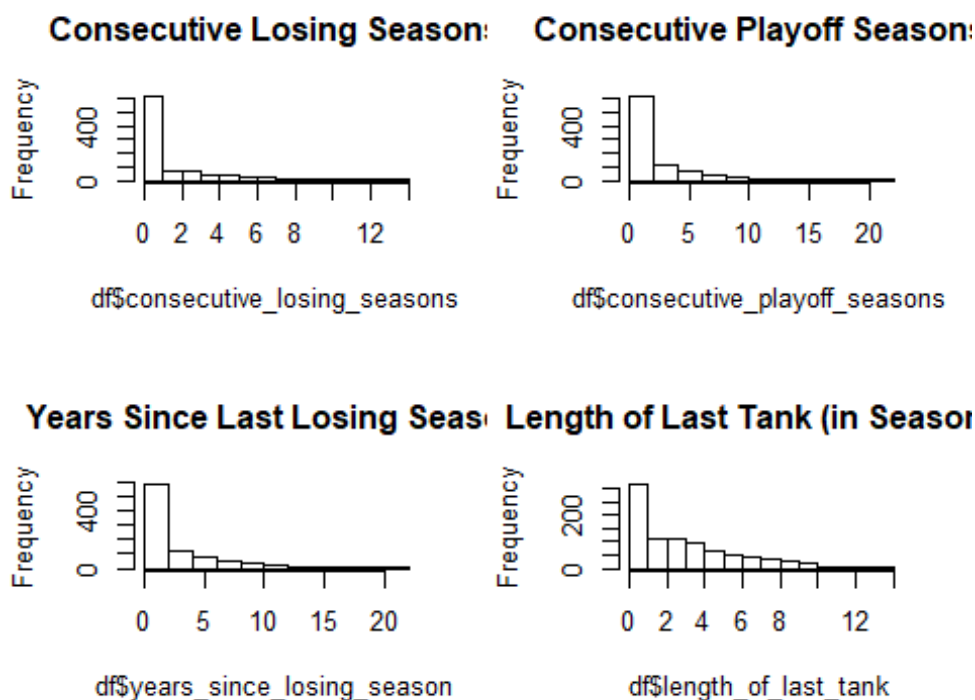 Consecutive Losing Seasons
Frequency
0 400
0 2 4 6 8 12
df$consecutive_losing_seasons
Consecutive Playoff Seasons
Frequency
0 400
0 5 10 15 20
df$consecutive_playoff_seasons
Years Since Last Losing Seas
Frequency
0 400
0 5 10 15 20
df$years_since_losing_season
Length of Last Tank (in Season
Frequency
0 200
0 2 4 6 8 12
df$length_of_last_tank